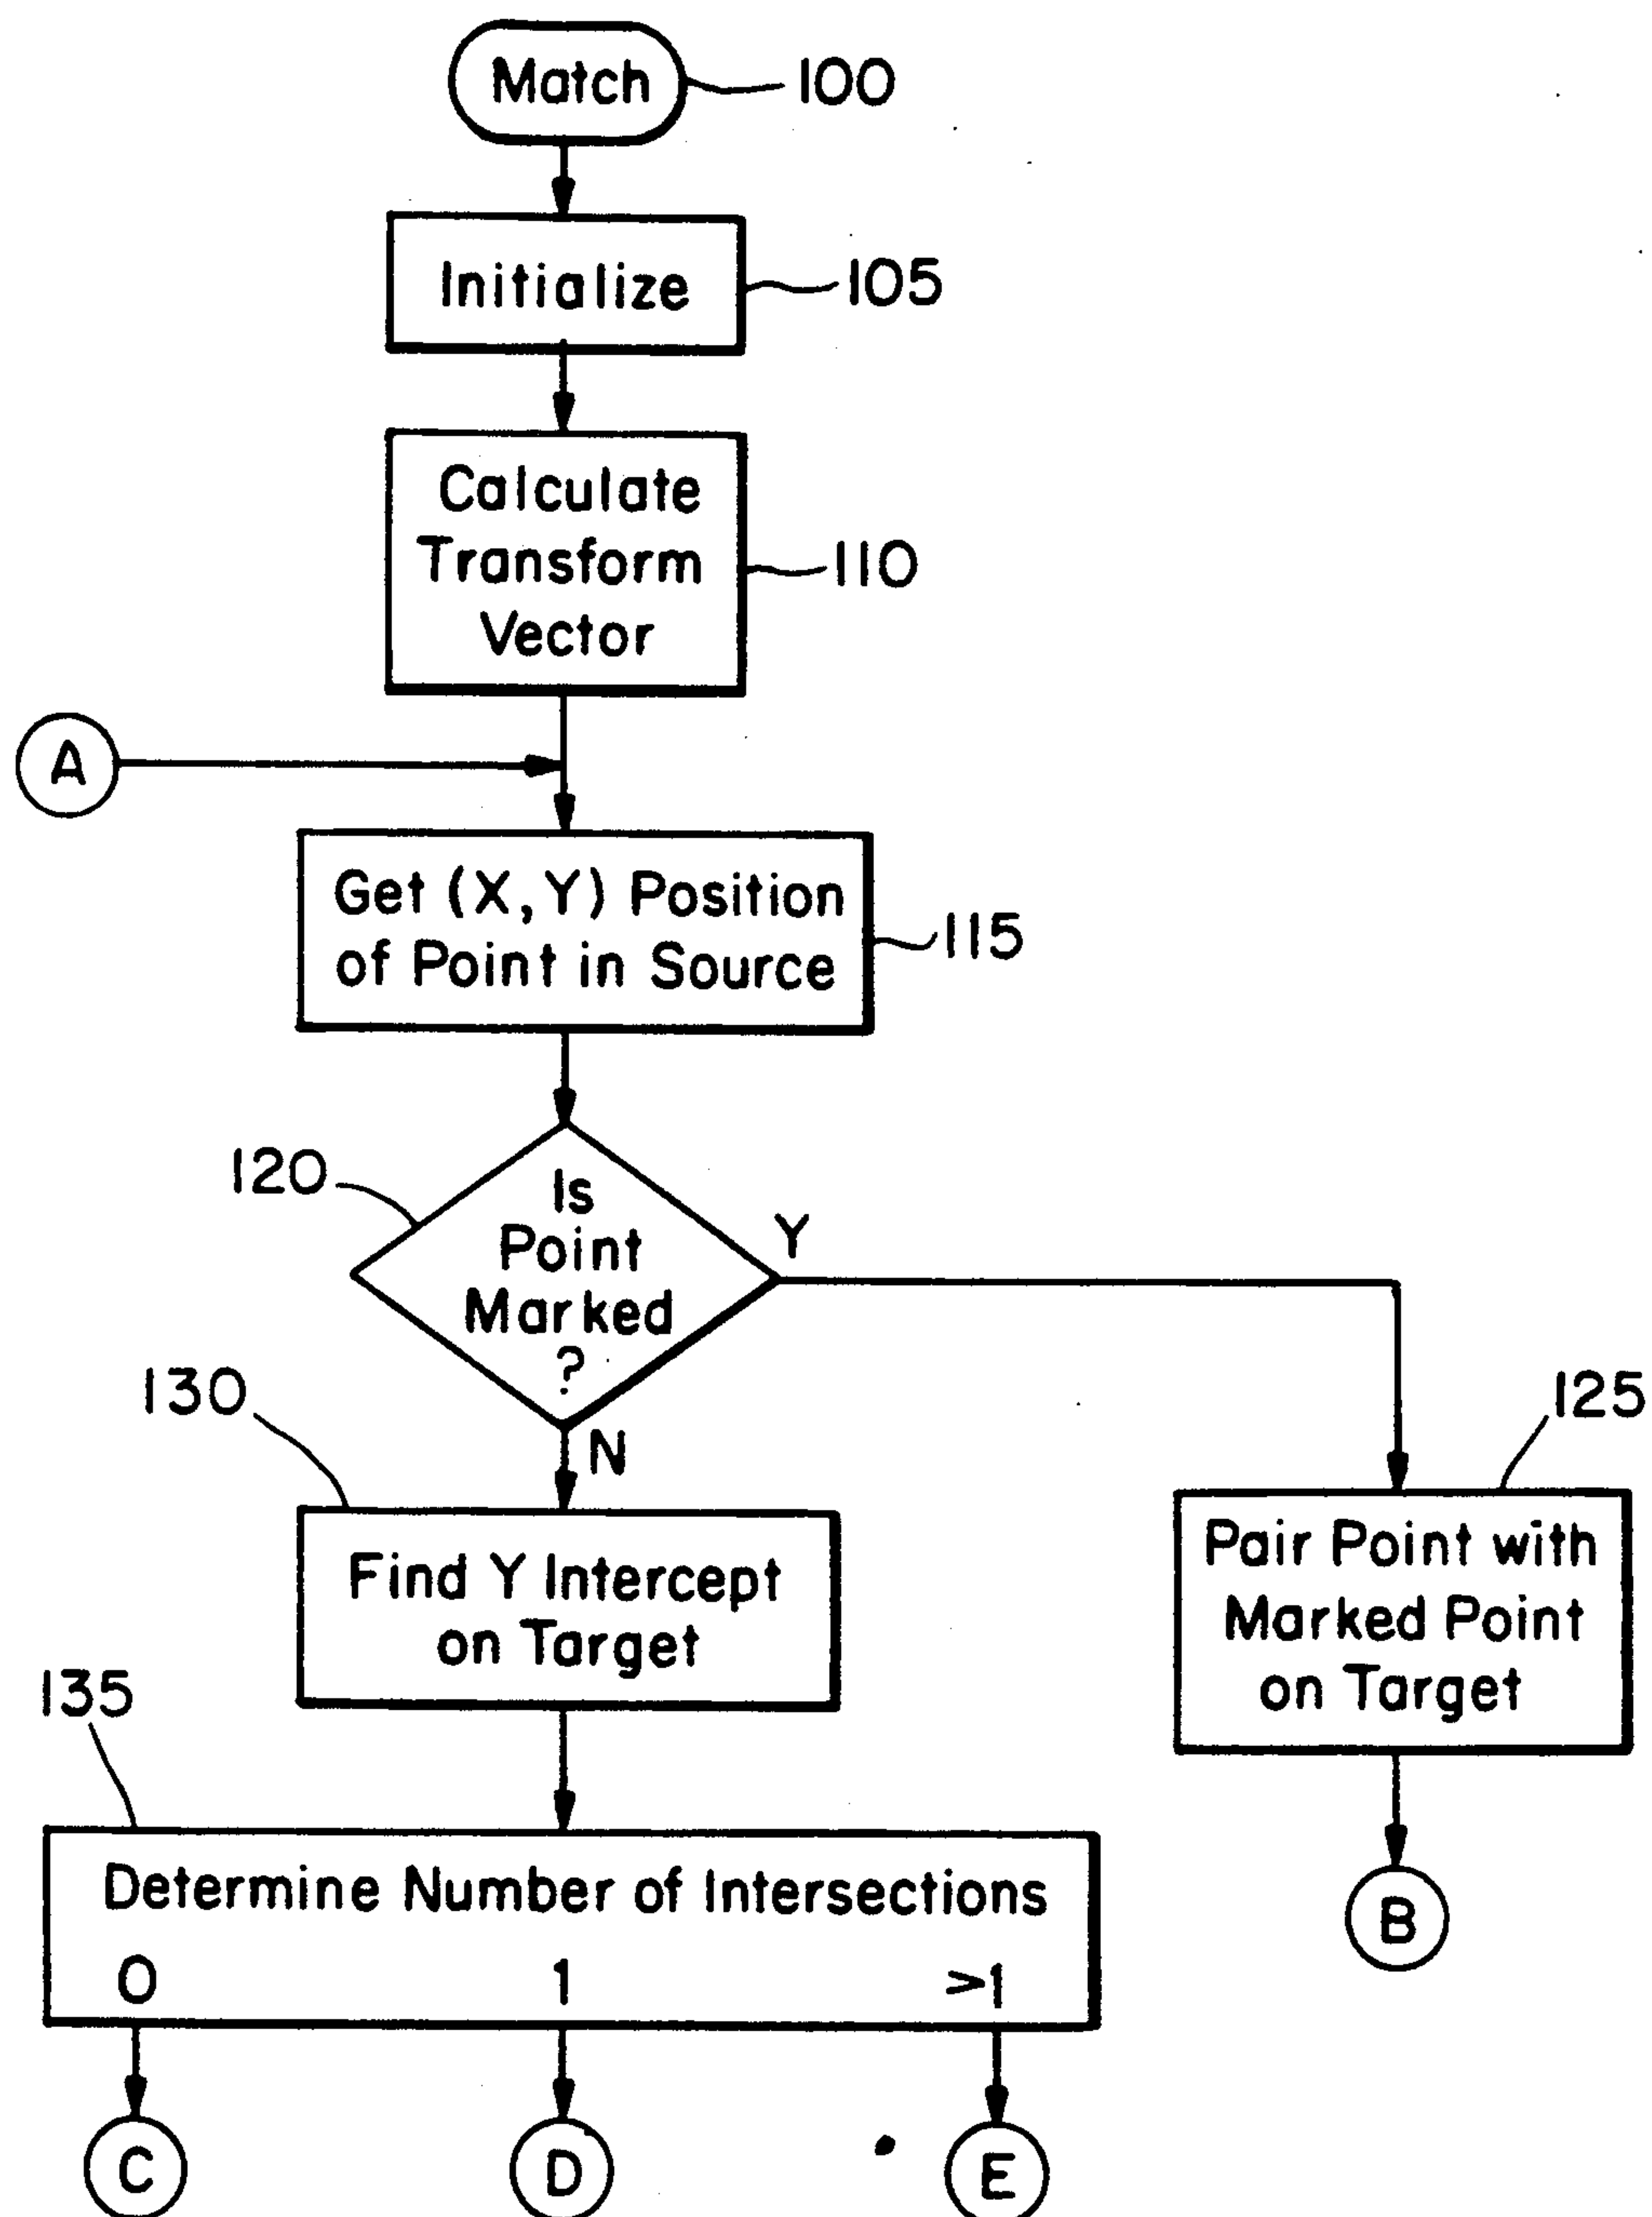 Match
100
Initialize
105
Calculate
Transform
Vector
110
A
Get (X,Y) Position
of Point in Source
115
120
Is
Point
Marked
?
Y
N
130
125
Find Y Intercept
on Target
Pair Point with
Marked Point
on Target
135
Determine Number of Intersections
0 1 >1
B
C D E